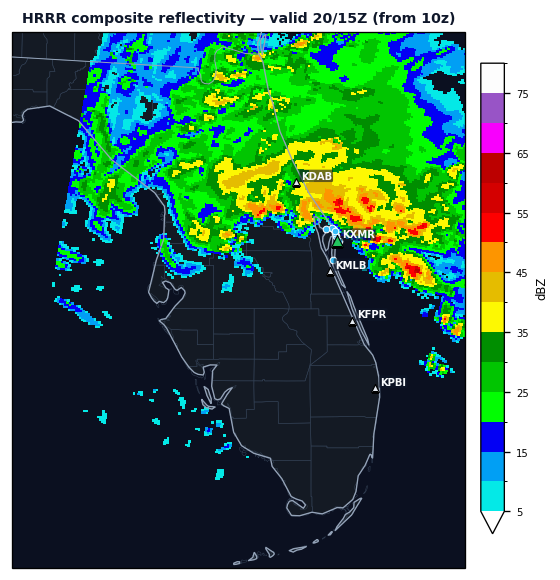 HRRR composite reflectivity — valid 20/15Z (from 10z)
KDAB
KXMR
KMLB
KFPR
KPBI
75
65
55
45
35
25
15
5
dBZ